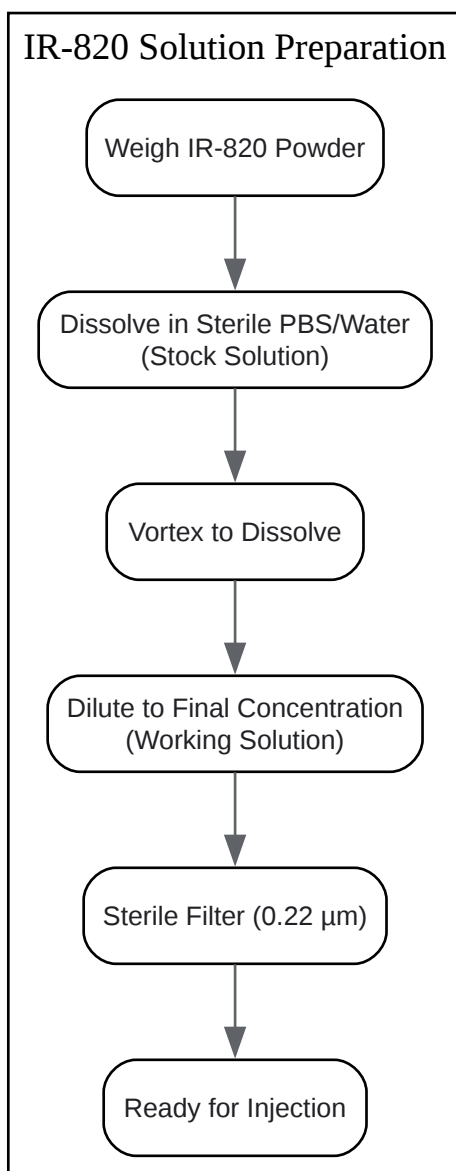 IR-820 Solution Preparation
Weigh IR-820 Powder
Dissolve in Sterile PBS/Water
(Stock Solution)
Vortex to Dissolve
Dilute to Final Concentration
(Working Solution)
Sterile Filter (0.22 µm)
Ready for Injection